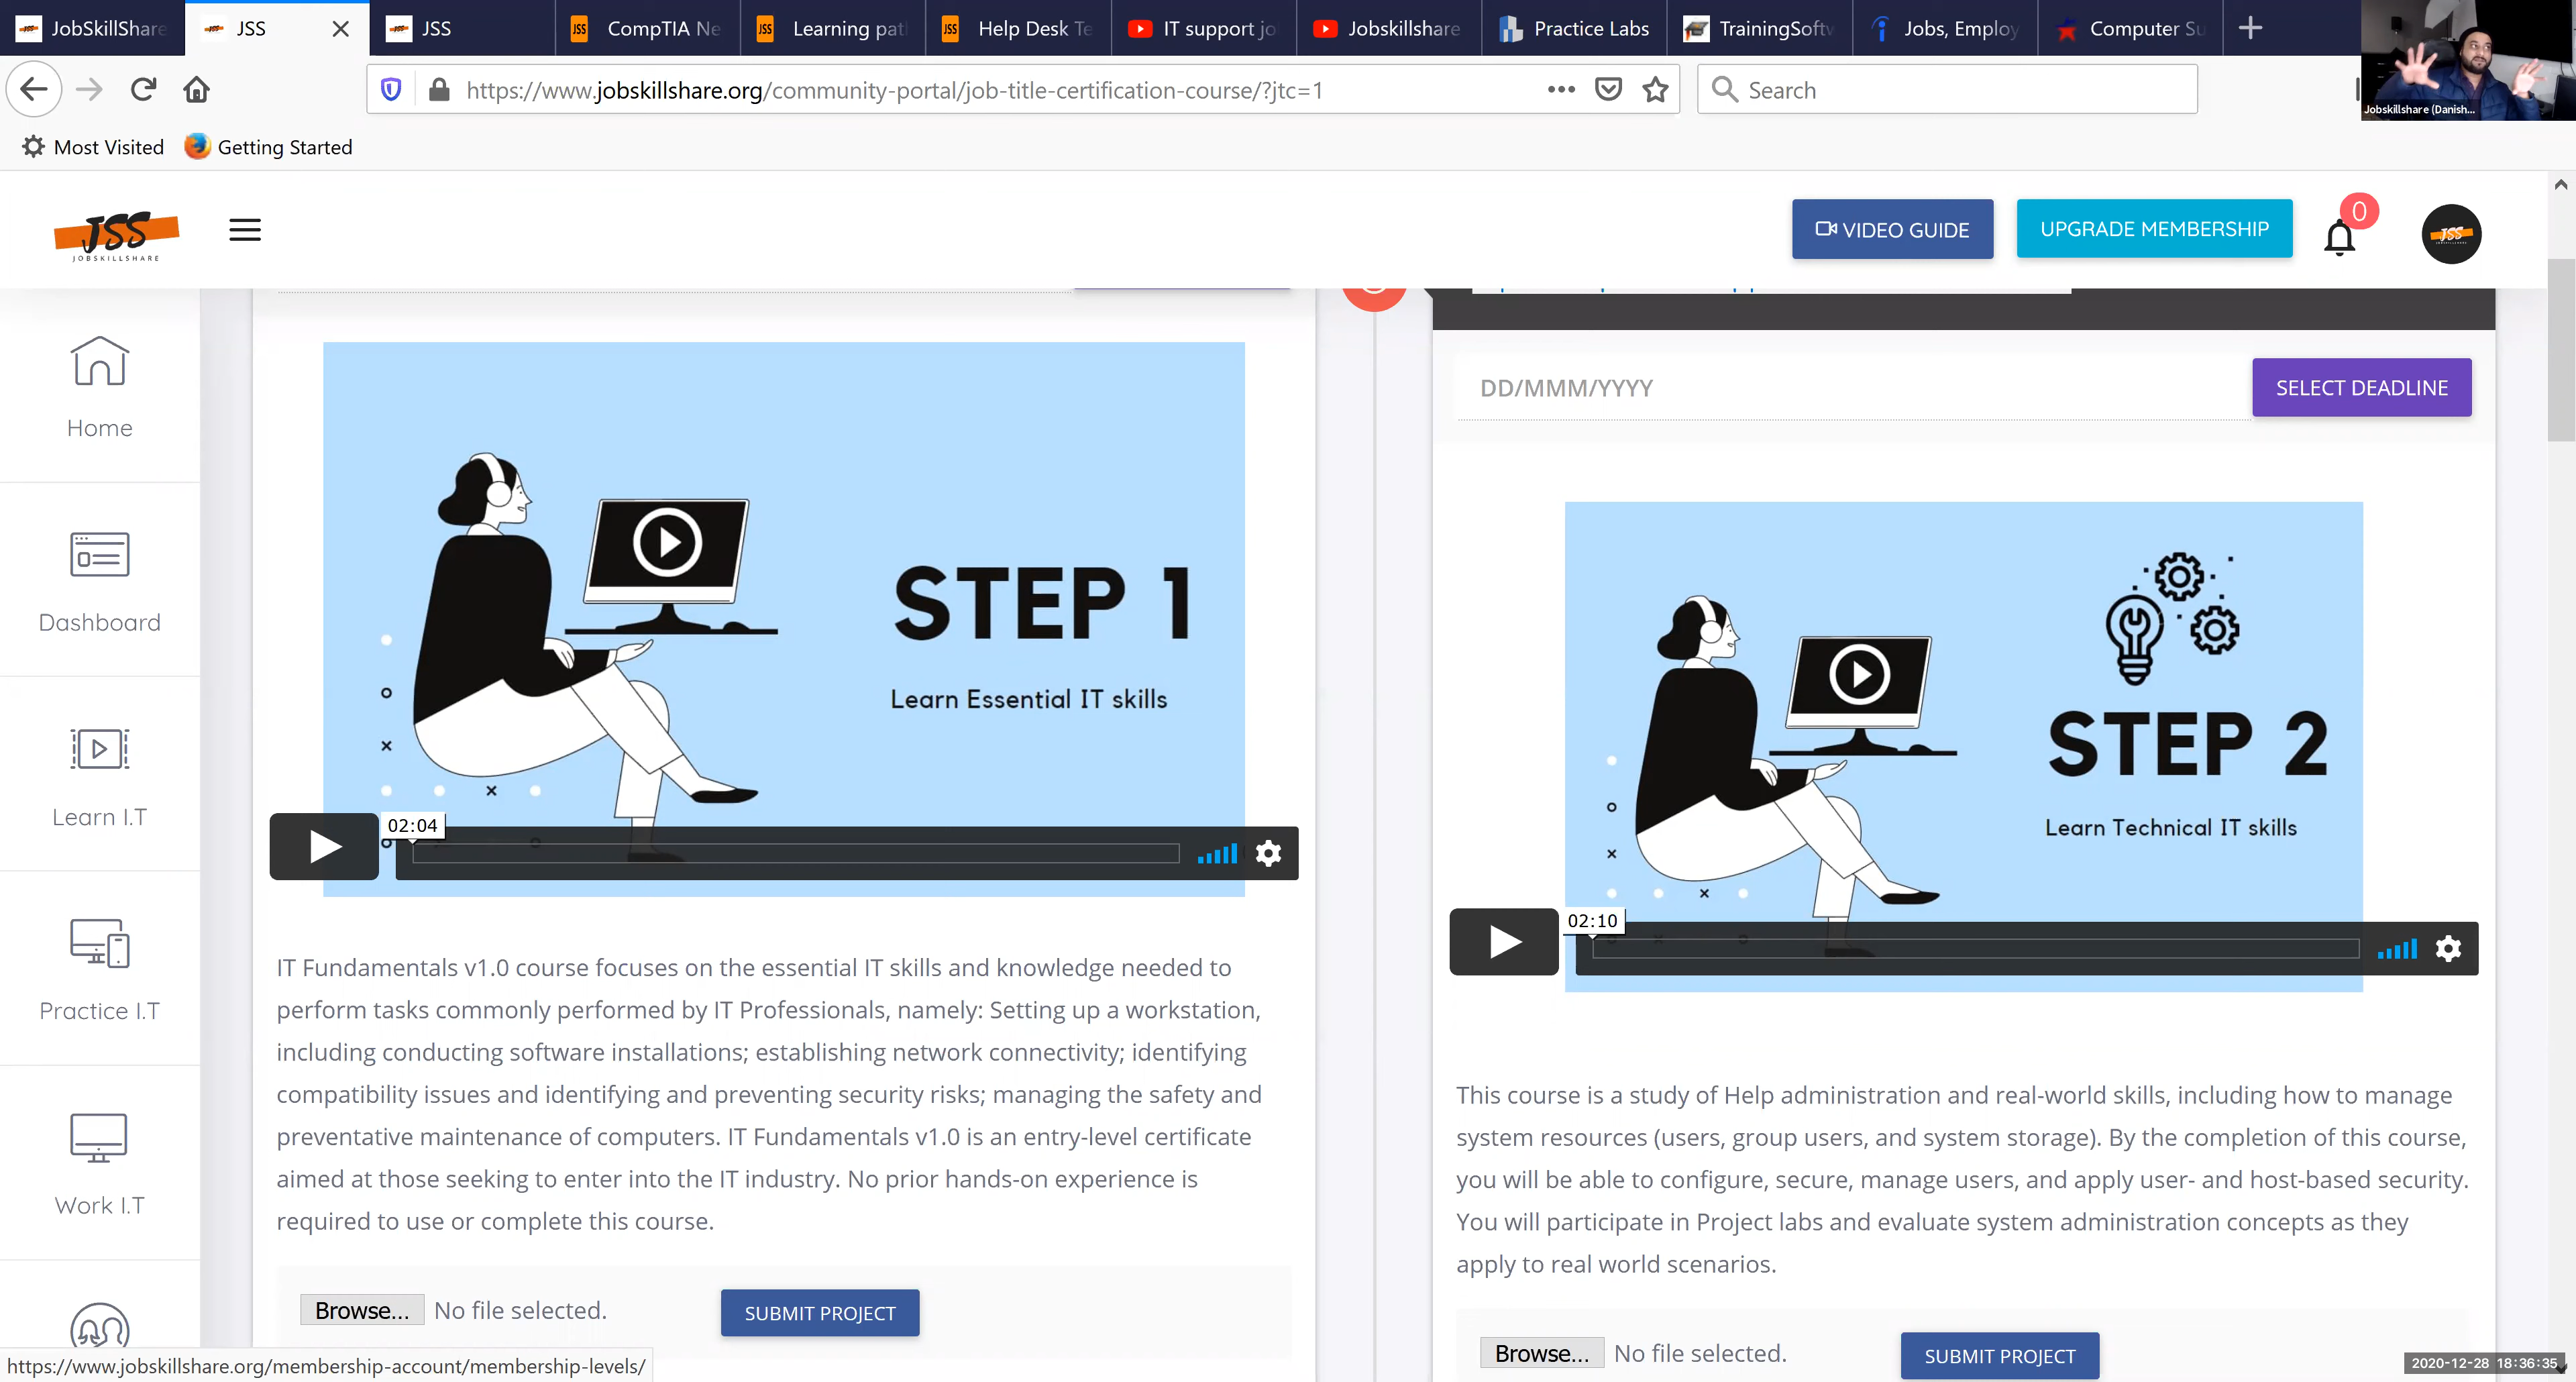 JobSkillShare
JSS
JSS
JSS
CompTIA Ne
JSS
Learning pat
JSS
Help Desk Te
IT support jo
Jobskillshare
Practice Labs
TrainingSoftw
Jobs, Employ
Computer Su
https://www.jobskillshare.org/community-portal/job-title-certification-course/?jtc=1
Search
Jobskillshare (Danish...
Most Visited
Getting Started
JSS
JOBSKILLSHARE
VIDEO GUIDE
UPGRADE MEMBERSHIP
0
JSS
Home
Dashboard
Learn I.T
Practice I.T
Work I.T
STEP 1
Learn Essential IT skills
02:04
IT Fundamentals v1.0 course focuses on the essential IT skills and knowledge needed to
perform tasks commonly performed by IT Professionals, namely: Setting up a workstation,
including conducting software installations; establishing network connectivity; identifying
compatibility issues and identifying and preventing security risks; managing the safety and
preventative maintenance of computers. IT Fundamentals v1.0 is an entry-level certificate
aimed at those seeking to enter into the IT industry. No prior hands-on experience is
required to use or complete this course.
Browse... No file selected.
SUBMIT PROJECT
DD/MMM/YYYY
SELECT DEADLINE
STEP 2
Learn Technical IT skills
02:10
This course is a study of Help administration and real-world skills, including how to manage
system resources (users, group users, and system storage). By the completion of this course,
you will be able to configure, secure, manage users, and apply user- and host-based security.
You will participate in Project labs and evaluate system administration concepts as they
apply to real world scenarios.
Browse... No file selected.
SUBMIT PROJECT
https://www.jobskillshare.org/membership-account/membership-levels/
2020-12-28 18:36:35